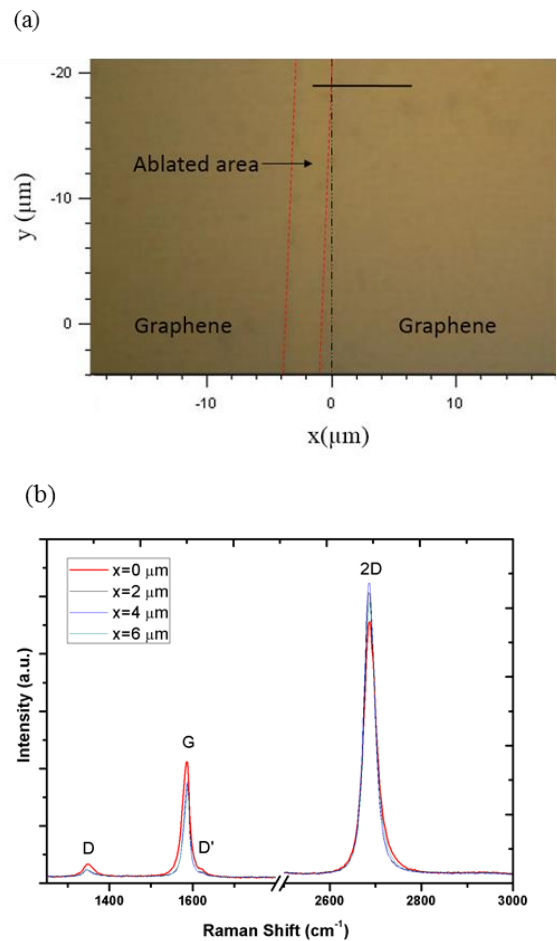 (a)
-20
Ablated area
-10
y (μm)
0
Graphene
Graphene
-10
0
10
x(μm)
(b)
x=0 μm
x=2 μm
x=4 μm
x=6 μm
2D
G
D
D'
Intensity (a.u.)
1400
1600
2600
2800
3000
Raman Shift (cm⁻¹)